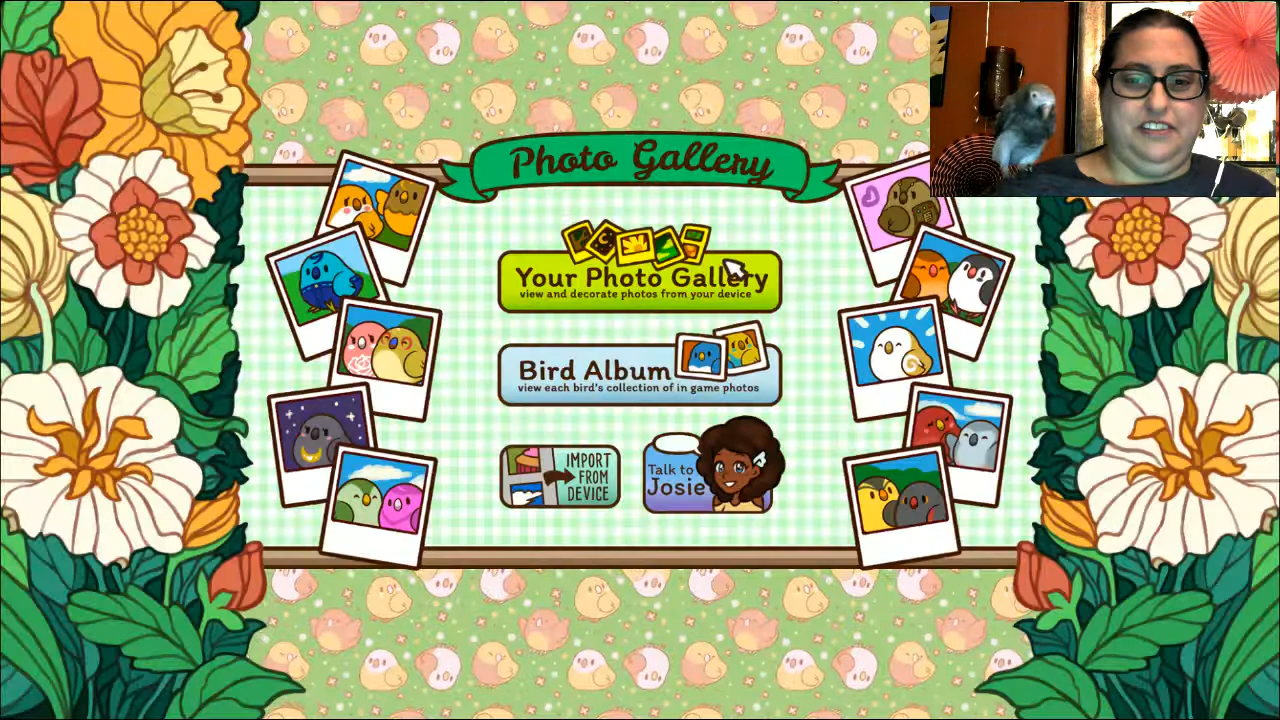 Photo Gallery
Your Photo Gallery
view and decorate photos from your device
Bird Album
view each bird's collection of in game photos
IMPORT
FROM
DEVICE
Talk to
Josie